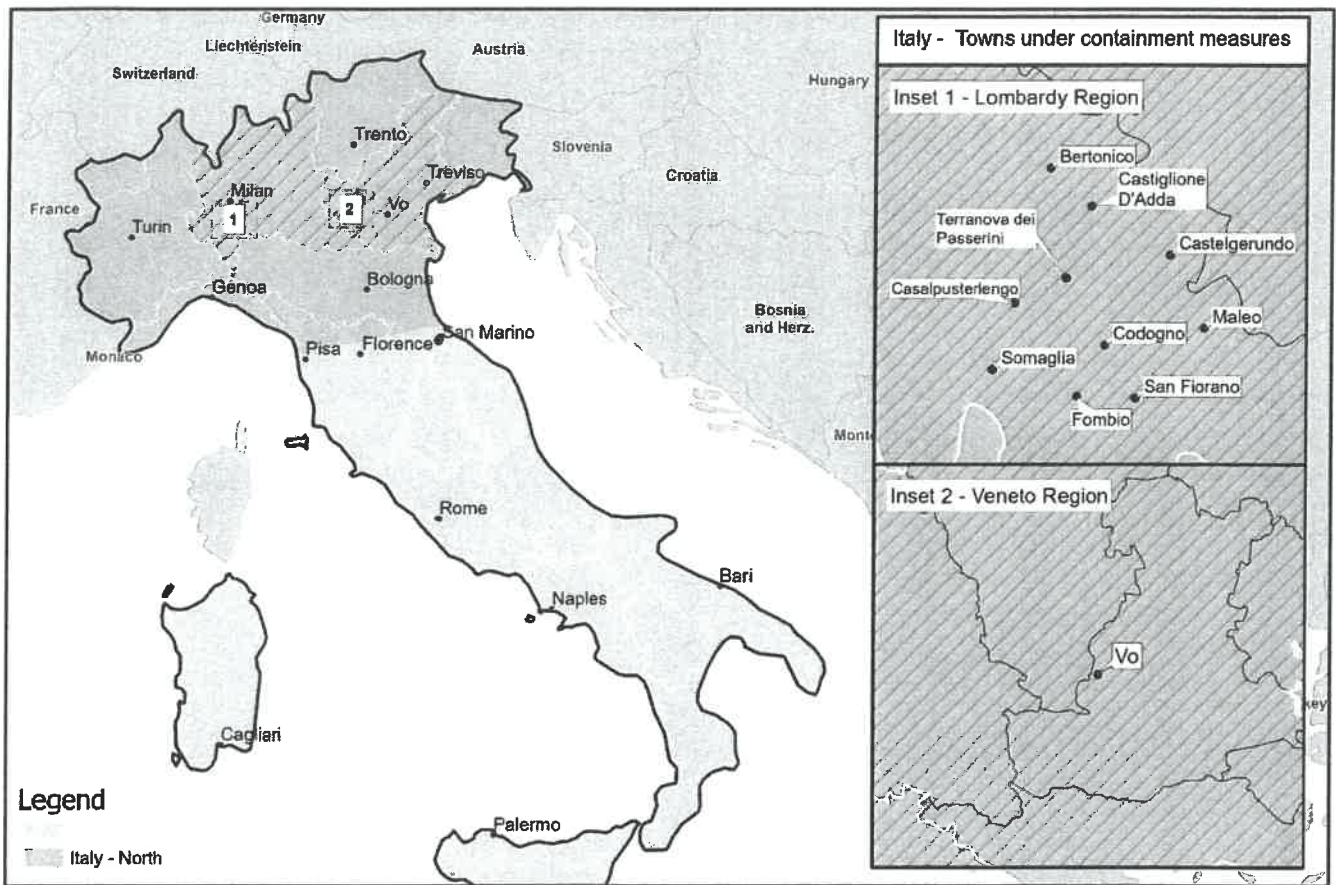 Germany
Liechtenstein
Austria
Switzerland
Hungary
Trento
Slovenia
Treviso
Croatia
Milan
Vo
1
2
France
Turin
Genoa
Bologna
Bosnia
and Herz.
San Marino
Monaco
Pisa
Florence
Rome
Bari
Naples
Cagliari
Palermo
Legend
Italy - North
Italy - Towns under containment measures
Inset 1 - Lombardy Region
Bertonico
Castiglione
D'Adda
Terranova dei
Passerini
Castelgerundo
Casalpusterlengo
Maleo
Codogno
Somaglia
San Fiorano
Fombio
Mont
Inset 2 - Veneto Region
Vo
key